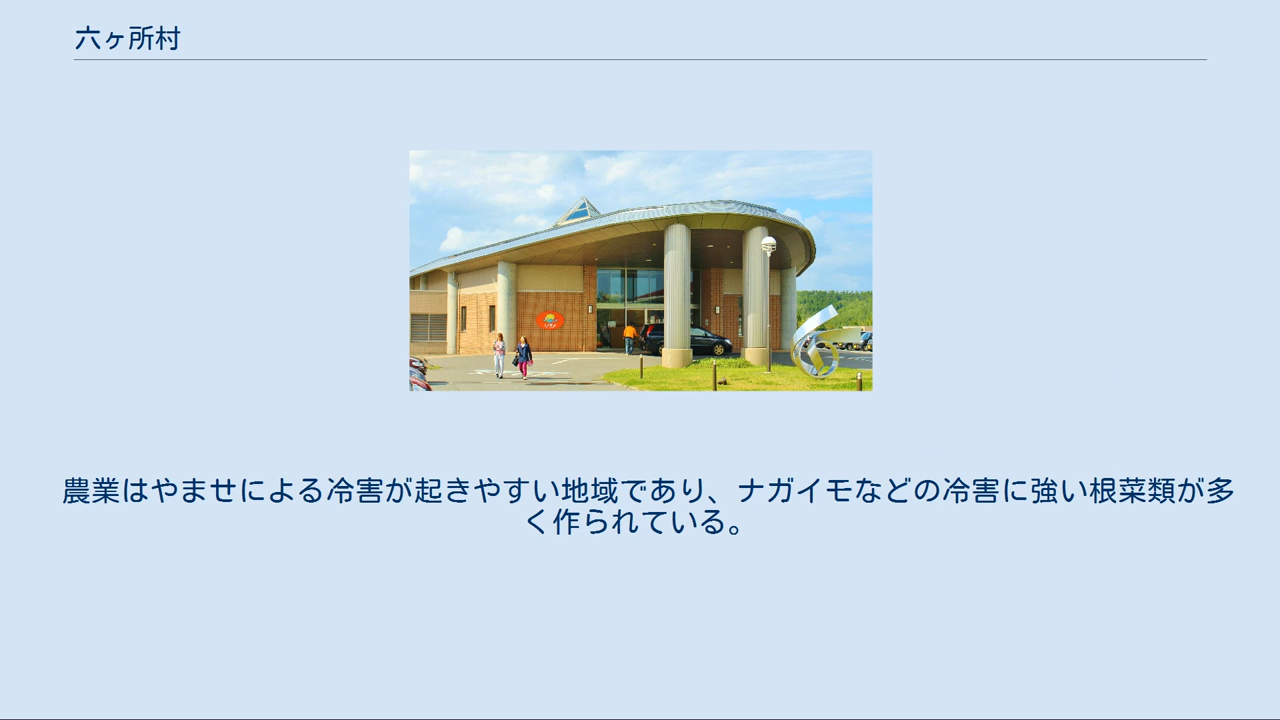 六ヶ所村
農業はやませによる冷害が起きやすい地域であり、ナガイモなどの冷害に強い根菜類が多
く作られている。